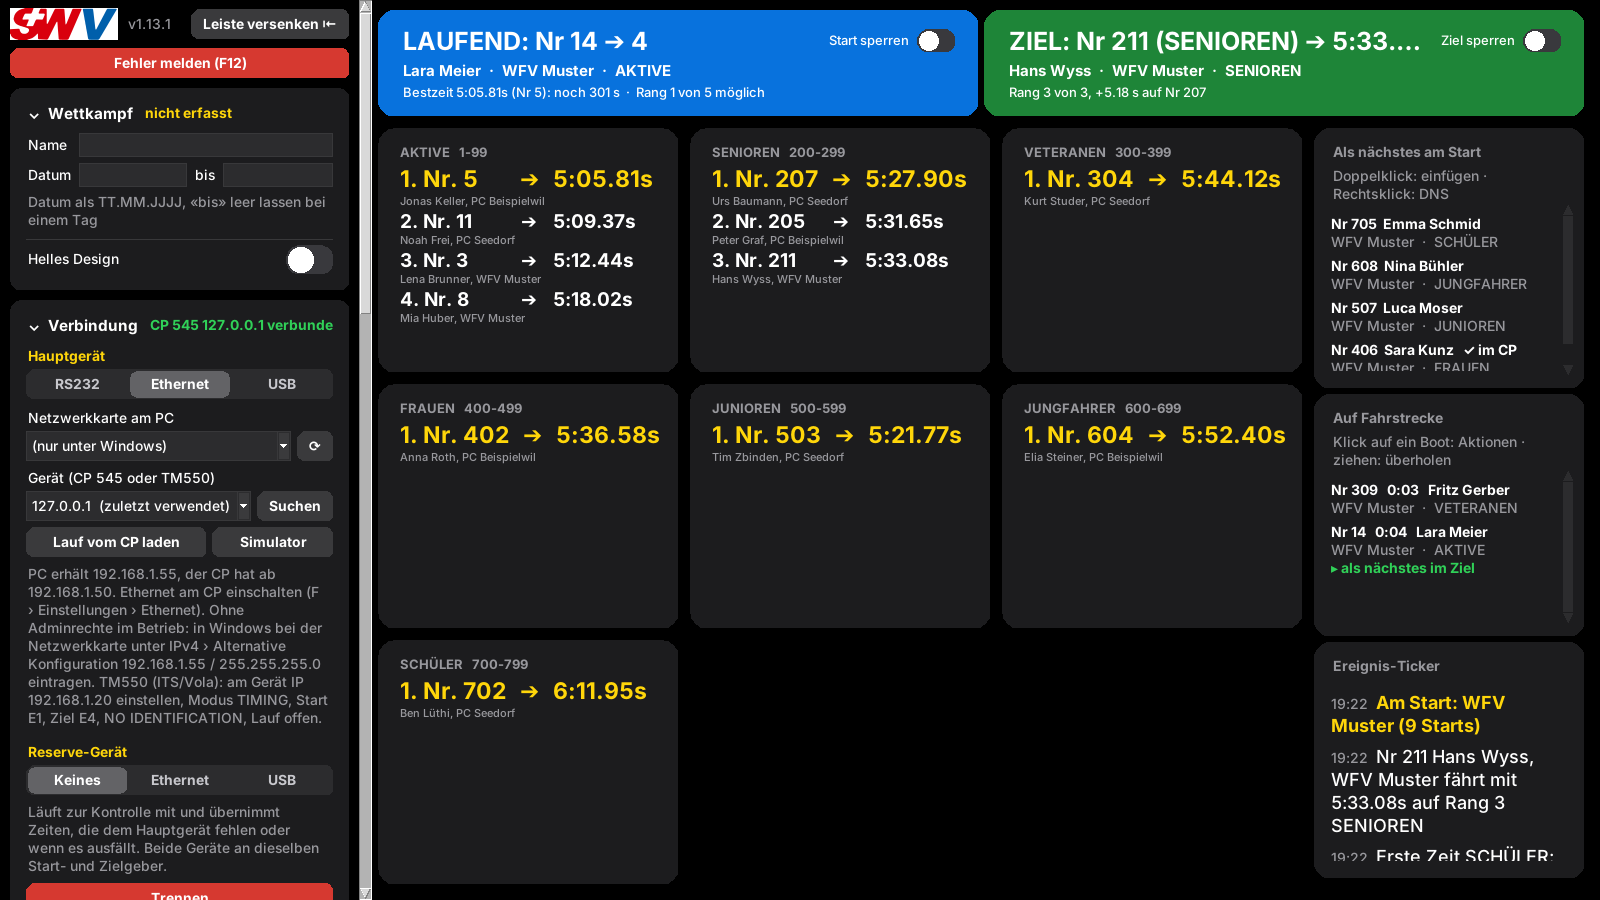 SWV v1.13.1 Leiste versenken ⇤
Fehler melden (F12)
Wettkampf nicht erfasst
Name
Datum bis
Datum als TT.MM.JJJJ, «bis» leer lassen bei
einem Tag
Helles Design
Verbindung CP 545 127.0.0.1 verbunde
Hauptgerät
RS232 Ethernet USB
Netzwerkkarte am PC
(nur unter Windows)
Gerät (CP 545 oder TM550)
127.0.0.1 (zuletzt verwendet) Suchen
Lauf vom CP laden Simulator
PC erhält 192.168.1.55, der CP hat ab
192.168.1.50. Ethernet am CP einschalten (F
› Einstellungen › Ethernet). Ohne
Adminrechte im Betrieb: in Windows bei der
Netzwerkkarte unter IPv4 › Alternative
Konfiguration 192.168.1.55 / 255.255.255.0
eintragen. TM550 (ITS/Vola): am Gerät IP
192.168.1.20 einstellen, Modus TIMING, Start
E1, Ziel E4, NO IDENTIFICATION, Lauf offen.
Reserve-Gerät
Keines Ethernet USB
Läuft zur Kontrolle mit und übernimmt
Zeiten, die dem Hauptgerät fehlen oder
wenn es ausfällt. Beide Geräte an dieselben
Start- und Zielgeber.
Trennen
LAUFEND: Nr 14 → 4 Start sperren
Lara Meier · WFV Muster · AKTIVE
Bestzeit 5:05.81s (Nr 5): noch 301 s · Rang 1 von 5 möglich
ZIEL: Nr 211 (SENIOREN) → 5:33.... Ziel sperren
Hans Wyss · WFV Muster · SENIOREN
Rang 3 von 3, +5.18 s auf Nr 207
AKTIVE 1-99
1. Nr. 5 → 5:05.81s
Jonas Keller, PC Beispielwil
2. Nr. 11 → 5:09.37s
Noah Frei, PC Seedorf
3. Nr. 3 → 5:12.44s
Lena Brunner, WFV Muster
4. Nr. 8 → 5:18.02s
Mia Huber, WFV Muster
SENIOREN 200-299
1. Nr. 207 → 5:27.90s
Urs Baumann, PC Seedorf
2. Nr. 205 → 5:31.65s
Peter Graf, PC Beispielwil
3. Nr. 211 → 5:33.08s
Hans Wyss, WFV Muster
VETERANEN 300-399
1. Nr. 304 → 5:44.12s
Kurt Studer, PC Seedorf
FRAUEN 400-499
1. Nr. 402 → 5:36.58s
Anna Roth, PC Beispielwil
JUNIOREN 500-599
1. Nr. 503 → 5:21.77s
Tim Zbinden, PC Seedorf
JUNGFAHRER 600-699
1. Nr. 604 → 5:52.40s
Elia Steiner, PC Beispielwil
SCHÜLER 700-799
1. Nr. 702 → 6:11.95s
Ben Lüthi, PC Seedorf
Als nächstes am Start
Doppelklick: einfügen ·
Rechtsklick: DNS
Nr 705 Emma Schmid
WFV Muster · SCHÜLER
Nr 608 Nina Bühler
WFV Muster · JUNGFAHRER
Nr 507 Luca Moser
WFV Muster · JUNIOREN
Nr 406 Sara Kunz ✓ im CP
WFV Muster · FRAUEN
Auf Fahrstrecke
Klick auf ein Boot: Aktionen ·
ziehen: überholen
Nr 309 0:03 Fritz Gerber
WFV Muster · VETERANEN
Nr 14 0:04 Lara Meier
WFV Muster · AKTIVE
▸ als nächstes im Ziel
Ereignis-Ticker
19:22 Am Start: WFV
Muster (9 Starts)
19:22 Nr 211 Hans Wyss,
WFV Muster fährt mit
5:33.08s auf Rang 3
SENIOREN
19:22 Erste Zeit SCHÜLER: